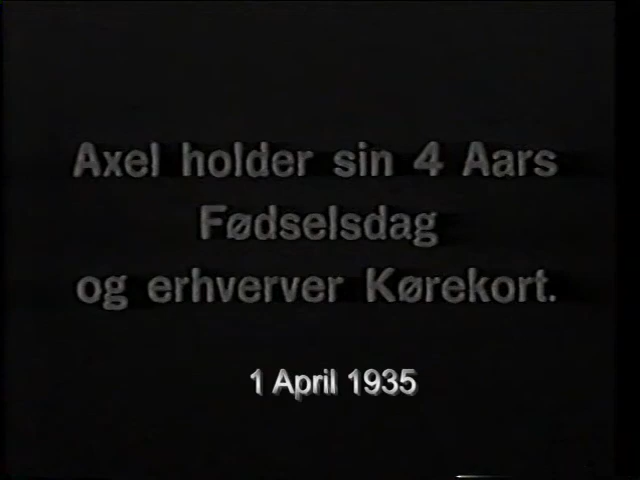 Axel holder sin 4 Aars
Fødselsdag
og erhverver Kørekort.
1 April 1935